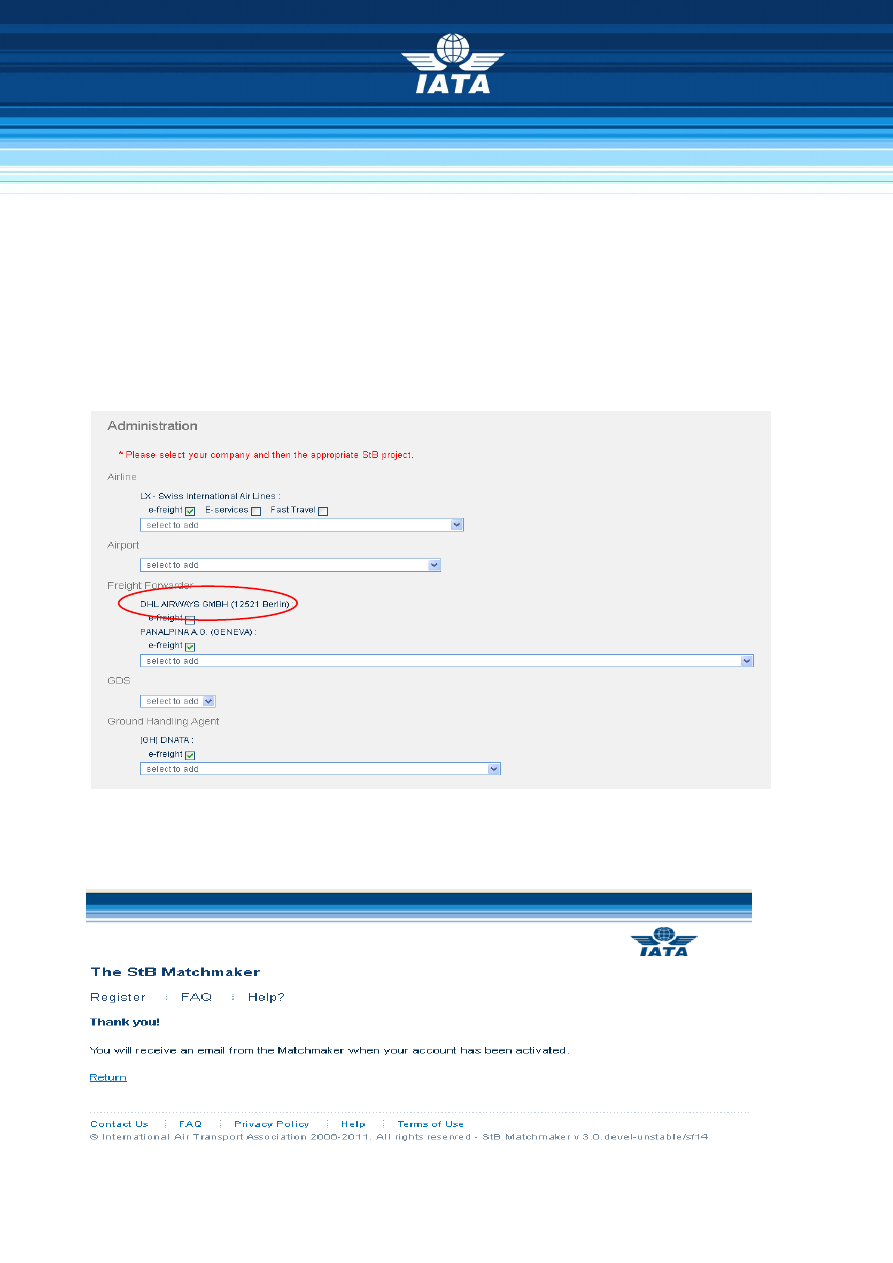 IATA
Administration
* Please select your company and then the appropriate StB project.
Airline
LX - Swiss International Air Lines :
e-freight E-services Fast Travel
select to add
Airport
select to add
Freight Forwarder
DHL AIRWAYS GMBH (12521 Berlin)
e-freight
PANALPINA A.G. (GENEVA) :
e-freight
select to add
GDS
select to add
Ground Handling Agent
[GH] DNATA :
e-freight
select to add
IATA
The StB Matchmaker
Register FAQ Help?
Thank you!
You will receive an email from the Matchmaker when your account has been activated.
Return
Contact Us FAQ Privacy Policy Help Terms of Use
© International Air Transport Association 2006-2011. All rights reserved - StB Matchmaker v 3.0.devel-unstable/sf14